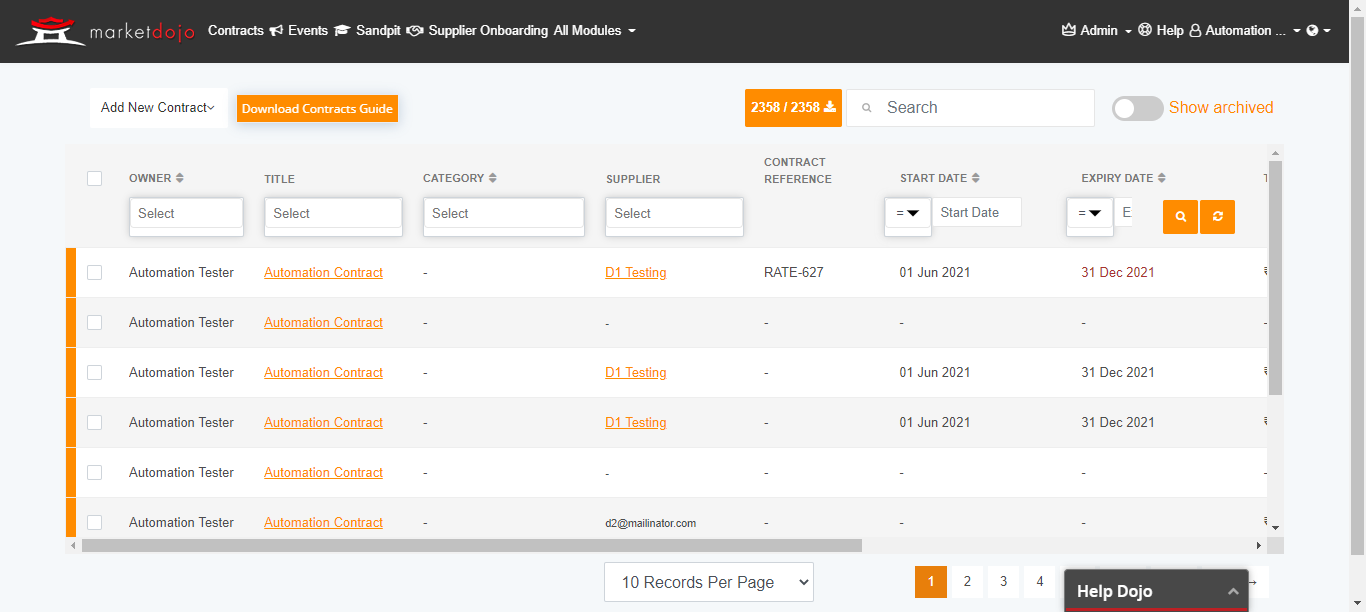 marketdojo Contracts Events Sandpit Supplier Onboarding All Modules Admin Help Automation ...
Add New Contract Download Contracts Guide 2358 / 2358 Search Show archived
OWNER TITLE CATEGORY SUPPLIER CONTRACT REFERENCE START DATE EXPIRY DATE
Select Select Select Select = Start Date = E
Automation Tester Automation Contract - D1 Testing RATE-627 01 Jun 2021 31 Dec 2021
Automation Tester Automation Contract - - - - - -
Automation Tester Automation Contract - D1 Testing - 01 Jun 2021 31 Dec 2021
Automation Tester Automation Contract - D1 Testing - 01 Jun 2021 31 Dec 2021
Automation Tester Automation Contract - - - - - -
Automation Tester Automation Contract - d2@mailinator.com - - -
10 Records Per Page 1 2 3 4 →
Help Dojo